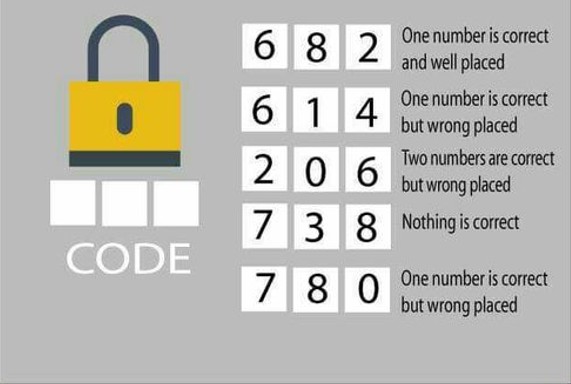 6 8 2 One number is correct
and well placed
6 1 4 One number is correct
but wrong placed
2 0 6 Two numbers are correct
but wrong placed
7 3 8 Nothing is correct
7 8 0 One number is correct
but wrong placed
CODE